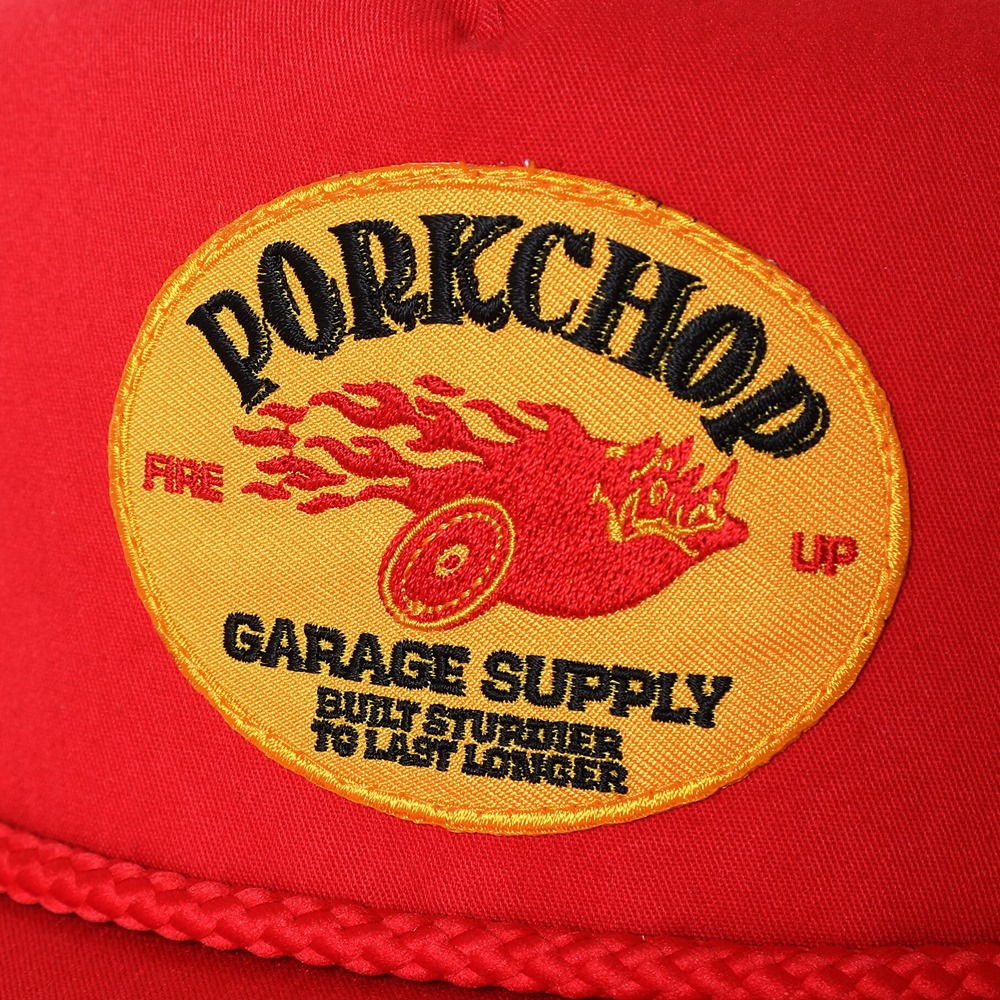 PORKCHOP
FIRE UP
GARAGE SUPPLY
BUILT STURDIER
TO LAST LONGER